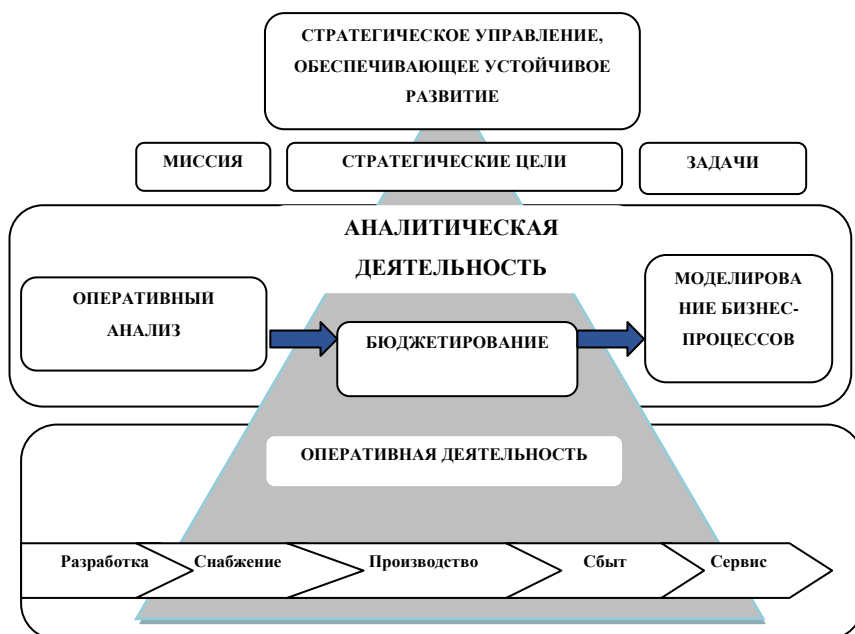 СТРАТЕГИЧЕСКОЕ УПРАВЛЕНИЕ,
ОБЕСПЕЧИВАЮЩЕЕ УСТОЙЧИВОЕ
РАЗВИТИЕ
МИССИЯ
СТРАТЕГИЧЕСКИЕ ЦЕЛИ
ЗАДАЧИ
АНАЛИТИЧЕСКАЯ
ДЕЯТЕЛЬНОСТЬ
ОПЕРАТИВНЫЙ
АНАЛИЗ
БЮДЖЕТИРОВАНИЕ
МОДЕЛИРОВА
НИЕ БИЗНЕС-
ПРОЦЕССОВ
ОПЕРАТИВНАЯ ДЕЯТЕЛЬНОСТЬ
Разработка
Снабжение
Производство
Сбыт
Сервис